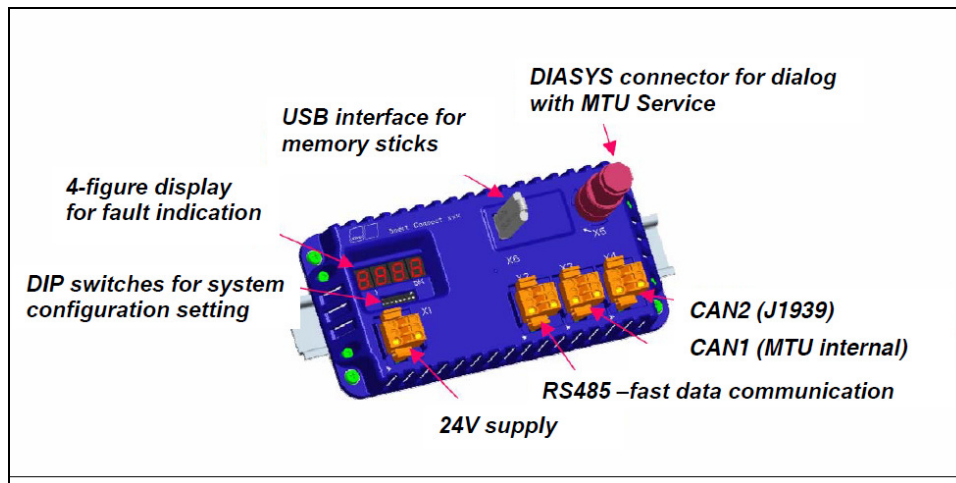 DIASYS connector for dialog
with MTU Service
USB interface for
memory sticks
4-figure display
for fault indication
DIP switches for system
configuration setting
Smart Connect
X1
X2
X3
X4
X5
X6
CAN2 (J1939)
CAN1 (MTU internal)
RS485 –fast data communication
24V supply